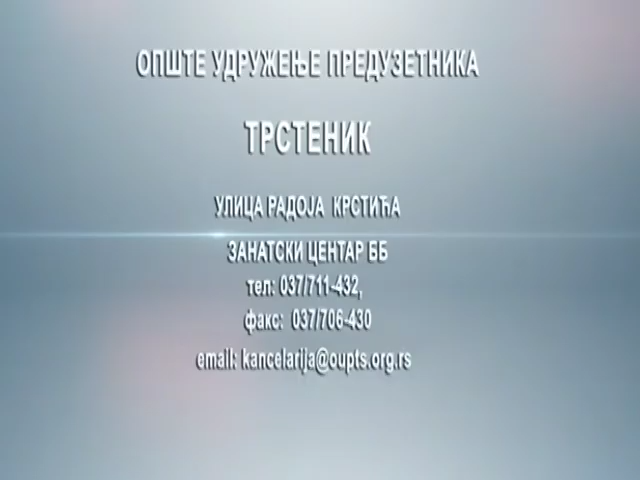 ОПШТЕ УДРУЖЕЊЕ ПРЕДУЗЕТНИКА
ТРСТЕНИК
УЛИЦА РАДОЈА КРСТИЋА
ЗАНАТСКИ ЦЕНТАР ББ
тел: 037/711-432,
факс: 037/706-430
email: kancelarija@oupts.org.rs